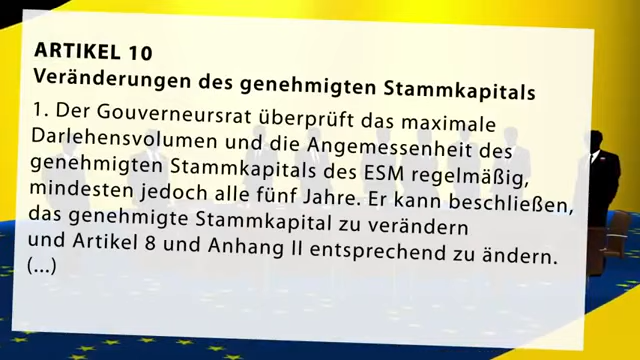 ARTIKEL 10
Veränderungen des genehmigten Stammkapitals
1. Der Gouverneursrat überprüft das maximale
Darlehensvolumen und die Angemessenheit des
genehmigten Stammkapitals des ESM regelmäßig,
mindesten jedoch alle fünf Jahre. Er kann beschließen,
das genehmigte Stammkapital zu verändern
und Artikel 8 und Anhang II entsprechend zu ändern.
(...)